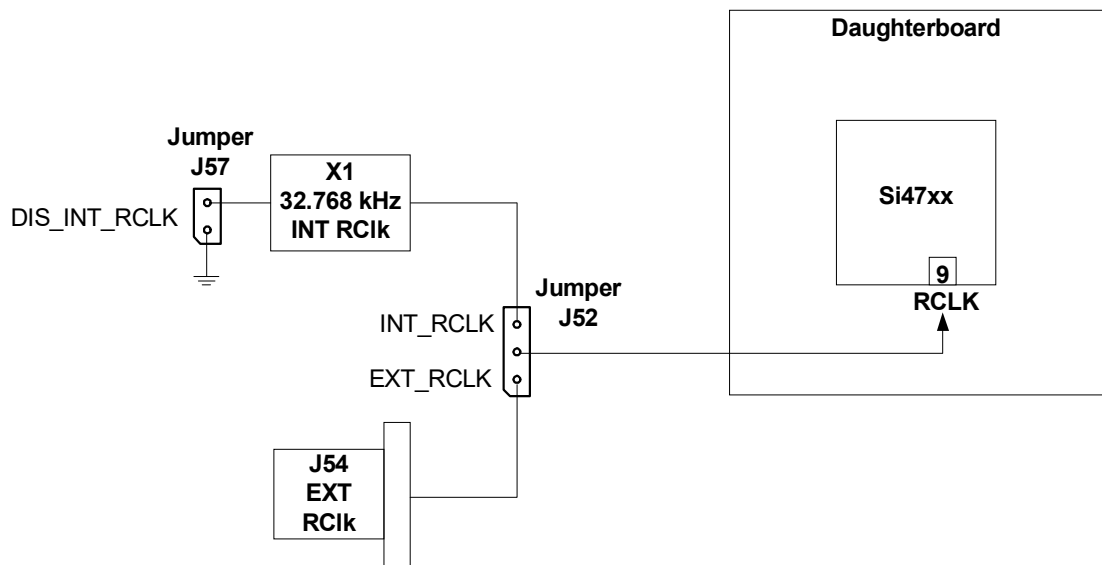 Daughterboard
Jumper
J57
X1
32.768 kHz
INT RClk
DIS_INT_RCLK
Si47xx
9
RCLK
Jumper
J52
INT_RCLK
EXT_RCLK
J54
EXT
RClk